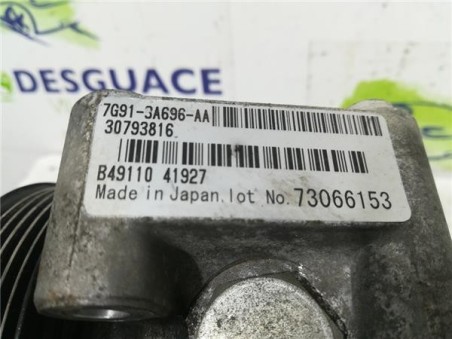 DESGUACE
7G91-3A696-AA
30793816
B49110 41927
Made in Japan. lot No. 73066153